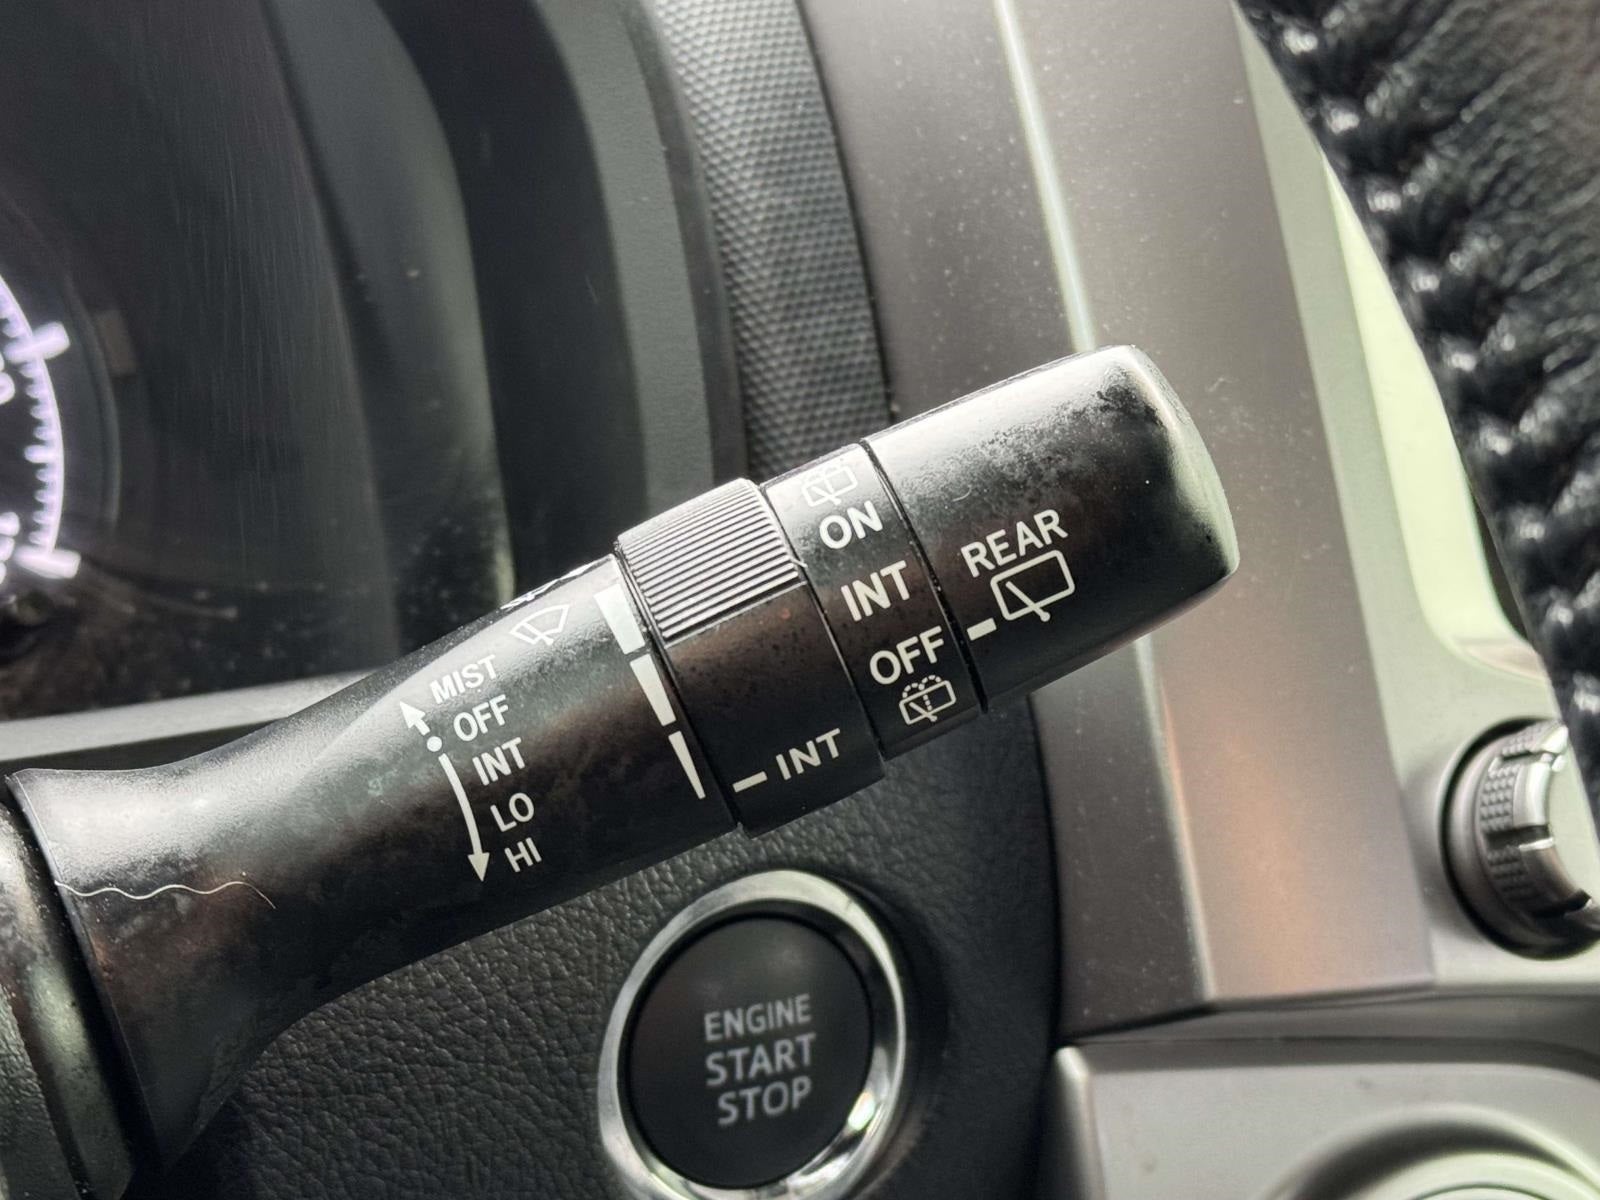 MIST
OFF
INT
LO
HI
INT
ON
INT
OFF
REAR
ENGINE
START
STOP